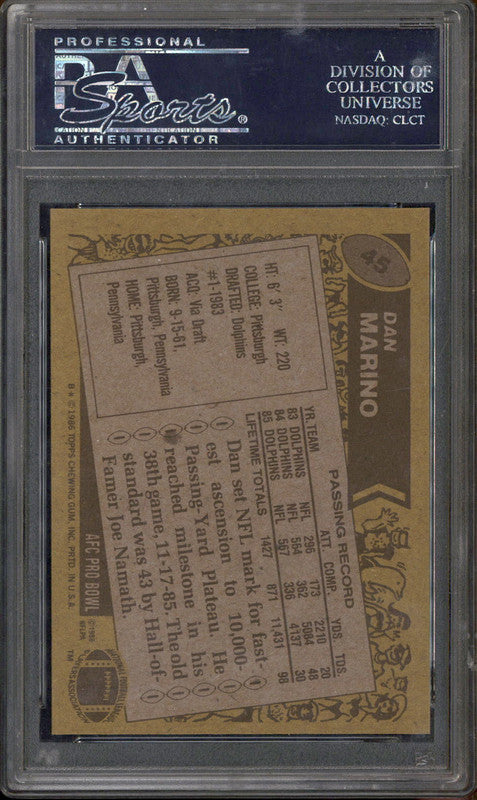 PROFESSIONAL
PSA
Sports®
AUTHENTICATOR
A
DIVISION OF
COLLECTORS
UNIVERSE
NASDAQ: CLCT
45
DAN
MARINO
HT: 6' 3" WT: 220
COLLEGE: Pittsburgh
DRAFTED: Dolphins
#1-1983
ACQ: Via Draft
BORN: 9-15-61,
Pittsburgh, Pennsylvania
HOME: Pittsburgh,
Pennsylvania
PASSING RECORD
YR. TEAM ATT. COMP. YDS. TDS.
83 DOLPHINS NFL 296 173 2210 20
84 DOLPHINS NFL 564 362 5084 48
85 DOLPHINS NFL 567 336 4137 30
LIFETIME TOTALS 1427 871 11,431 98
Dan set NFL mark for fast-
est ascension to 10,000-
Passing-Yard Plateau. He
reached milestone in his
38th game, 11-17-85. The old
standard was 43 by Hall-of-
Famer Joe Namath
B* © 1986 TOPPS CHEWING GUM, INC. PRTD. IN U.S.A.
AFC PRO BOWL
© 1985
TM